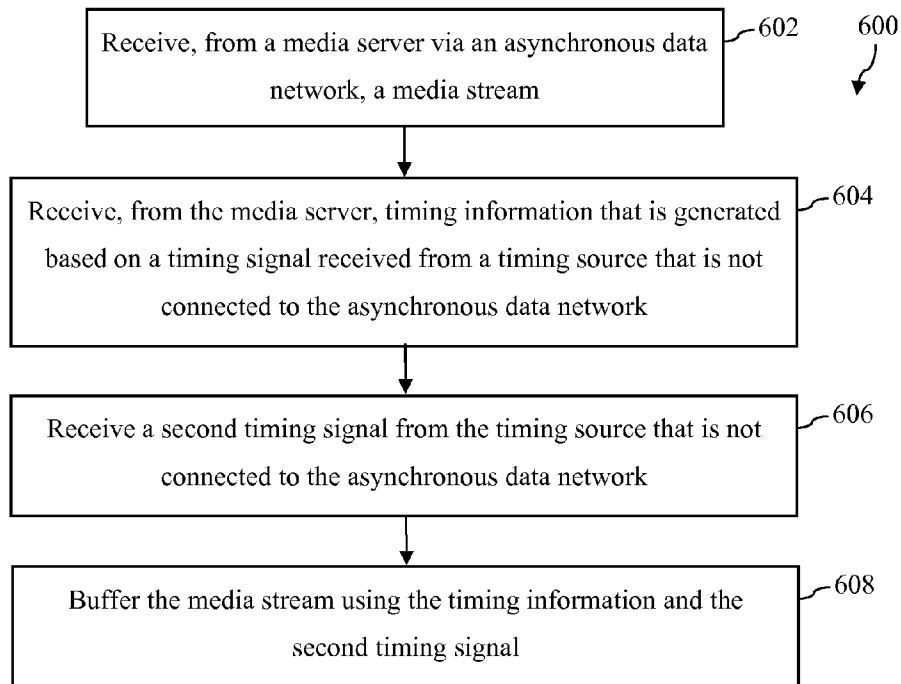 Receive, from a media server via an asynchronous data
network, a media stream
602
600
Receive, from the media server, timing information that is generated
based on a timing signal received from a timing source that is not
connected to the asynchronous data network
604
Receive a second timing signal from the timing source that is not
connected to the asynchronous data network
606
Buffer the media stream using the timing information and the
second timing signal
608